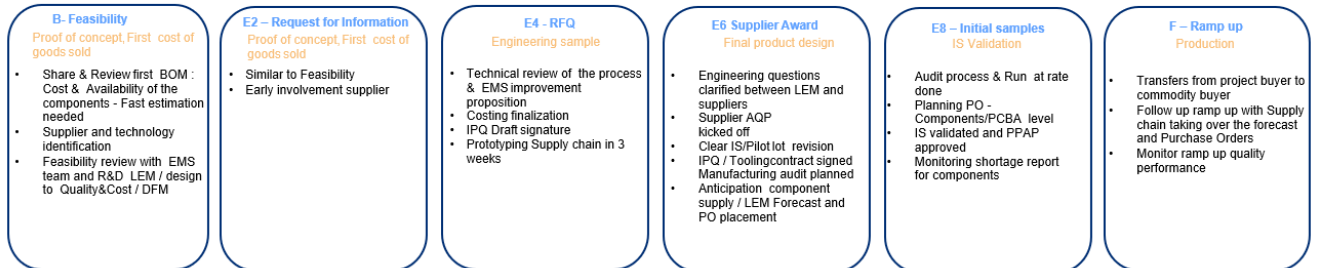 B- Feasibility
Proof of concept, First cost of
goods sold
• Share & Review first BOM :
Cost & Availability of the
components - Fast estimation
needed
• Supplier and technology
identification
• Feasibility review with EMS
team and R&D LEM / design
to Quality&Cost / DFM
E2 – Request for Information
Proof of concept, First cost of
goods sold
• Similar to Feasibility
• Early involvement supplier
E4 - RFQ
Engineering sample
• Technical review of the process
& EMS improvement
proposition
• Costing finalization
• IPQ Draft signature
• Prototyping Supply chain in 3
weeks
E6 Supplier Award
Final product design
• Engineering questions
clarified between LEM and
suppliers
• Supplier AQP
kicked off
• Clear IS/Pilot lot revision
• IPQ / Toolingcontract signed
Manufacturing audit planned
• Anticipation component
supply / LEM Forecast and
PO placement
E8 – Initial samples
IS Validation
• Audit process & Run at rate
done
• Planning PO -
Components/PCBA level
• IS validated and PPAP
approved
• Monitoring shortage report
for components
F – Ramp up
Production
• Transfers from project buyer to
commodity buyer
• Follow up ramp up with Supply
chain taking over the forecast
and Purchase Orders
• Monitor ramp up quality
performance